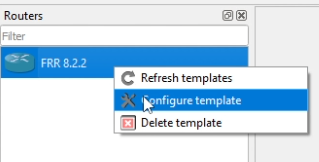 Routers
Filter
FRR 8.2.2
Refresh templates
Configure template
Delete template